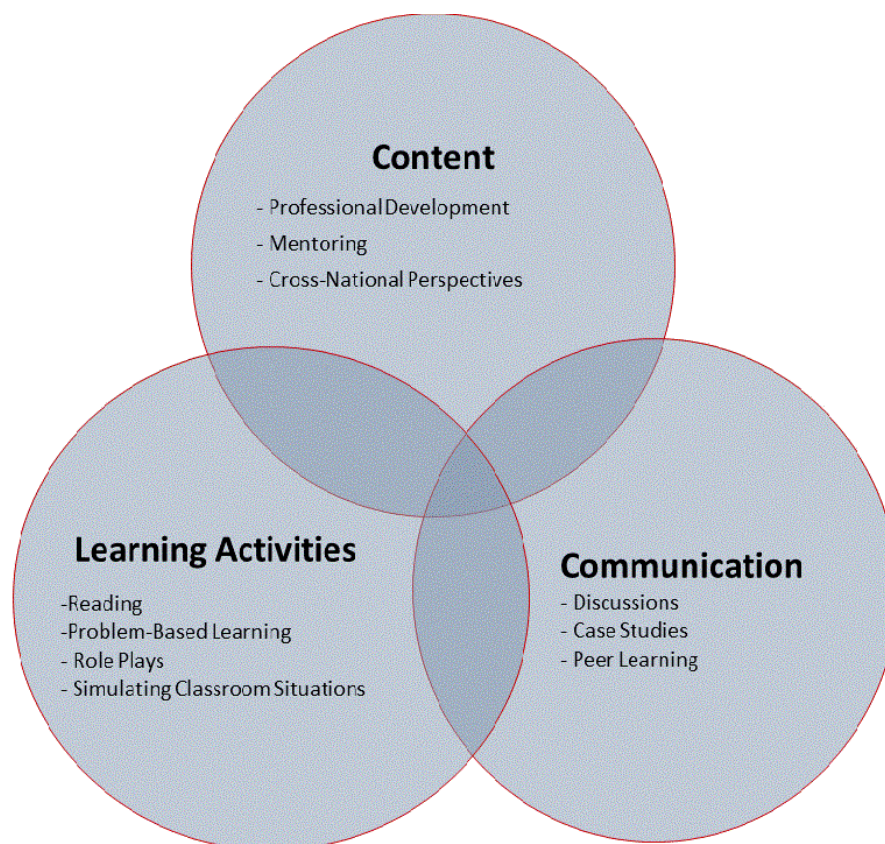 Content
- Professional Development
- Mentoring
- Cross-National Perspectives
Learning Activities
-Reading
-Problem-Based Learning
- Role Plays
- Simulating Classroom Situations
Communication
- Discussions
- Case Studies
- Peer Learning